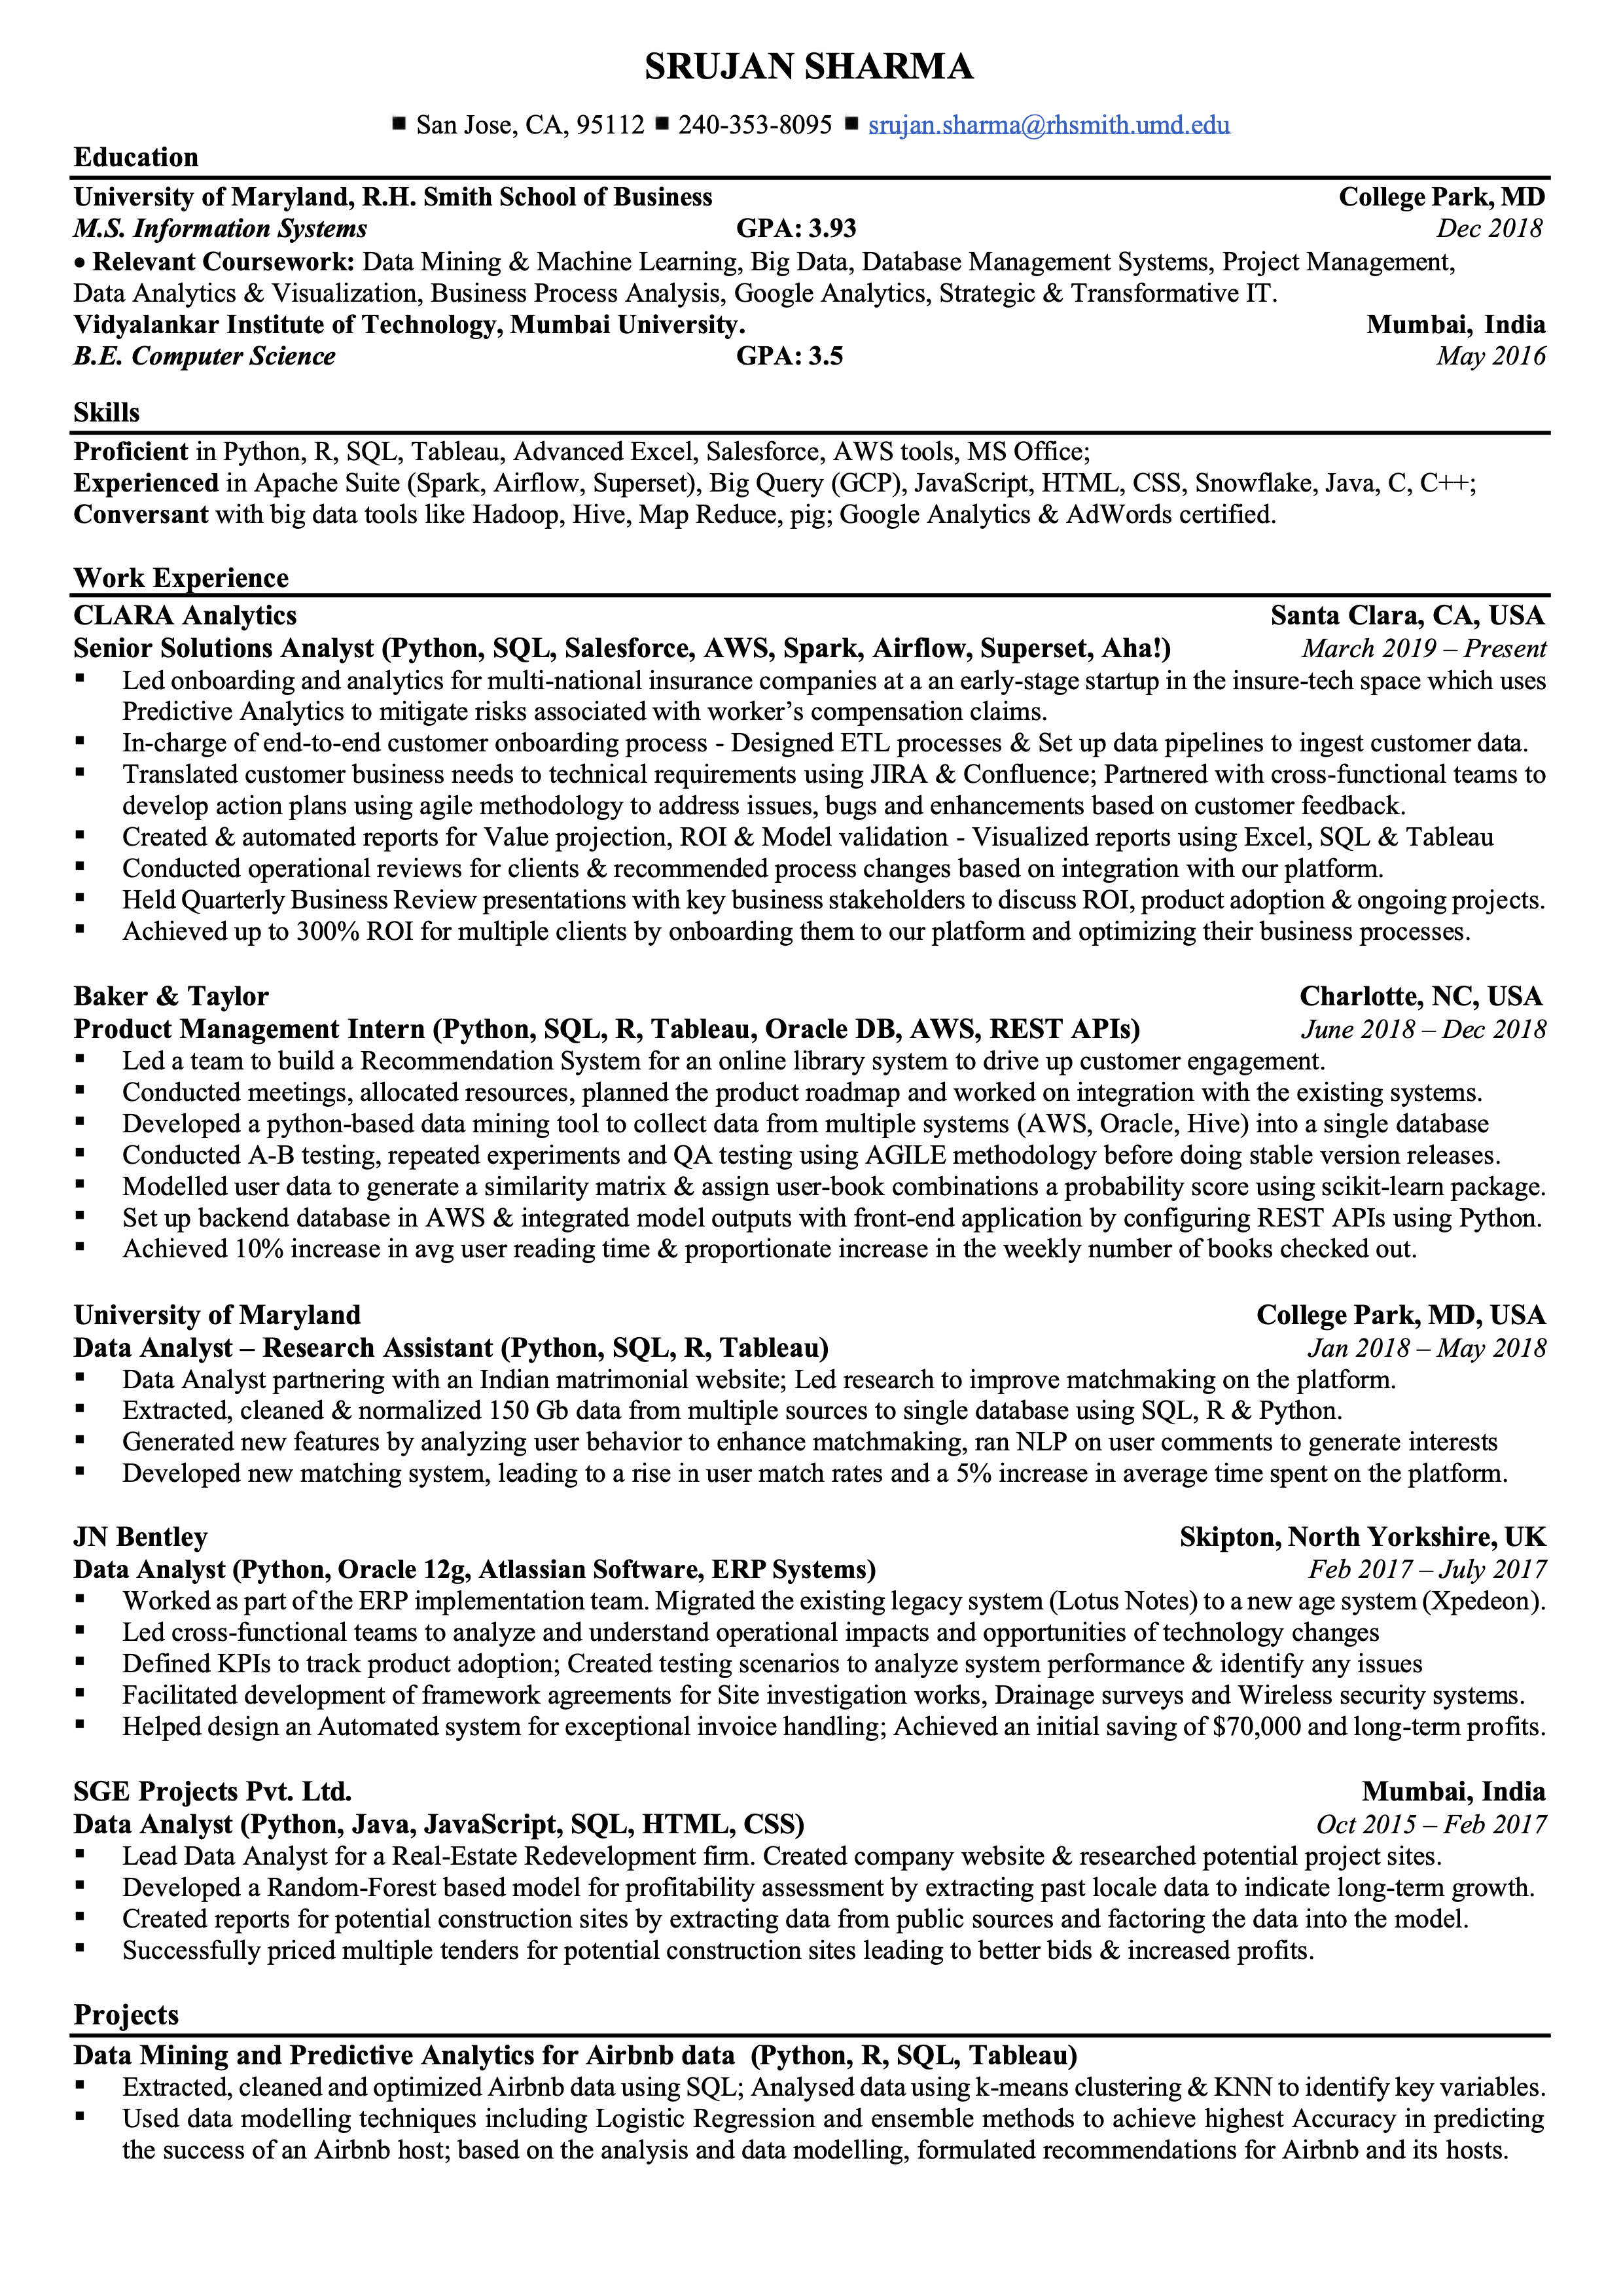 SRUJAN SHARMA
▪ San Jose, CA, 95112 ▪ 240-353-8095 ▪ srujan.sharma@rhsmith.umd.edu
Education
University of Maryland, R.H. Smith School of Business College Park, MD
M.S. Information Systems GPA: 3.93 Dec 2018
• Relevant Coursework: Data Mining & Machine Learning, Big Data, Database Management Systems, Project Management,
Data Analytics & Visualization, Business Process Analysis, Google Analytics, Strategic & Transformative IT.
Vidyalankar Institute of Technology, Mumbai University. Mumbai, India
B.E. Computer Science GPA: 3.5 May 2016
Skills
Proficient in Python, R, SQL, Tableau, Advanced Excel, Salesforce, AWS tools, MS Office;
Experienced in Apache Suite (Spark, Airflow, Superset), Big Query (GCP), JavaScript, HTML, CSS, Snowflake, Java, C, C++;
Conversant with big data tools like Hadoop, Hive, Map Reduce, pig; Google Analytics & AdWords certified.
Work Experience
CLARA Analytics Santa Clara, CA, USA
Senior Solutions Analyst (Python, SQL, Salesforce, AWS, Spark, Airflow, Superset, Aha!) March 2019 – Present
▪ Led onboarding and analytics for multi-national insurance companies at a an early-stage startup in the insure-tech space which uses
Predictive Analytics to mitigate risks associated with worker’s compensation claims.
▪ In-charge of end-to-end customer onboarding process - Designed ETL processes & Set up data pipelines to ingest customer data.
▪ Translated customer business needs to technical requirements using JIRA & Confluence; Partnered with cross-functional teams to
develop action plans using agile methodology to address issues, bugs and enhancements based on customer feedback.
▪ Created & automated reports for Value projection, ROI & Model validation - Visualized reports using Excel, SQL & Tableau
▪ Conducted operational reviews for clients & recommended process changes based on integration with our platform.
▪ Held Quarterly Business Review presentations with key business stakeholders to discuss ROI, product adoption & ongoing projects.
▪ Achieved up to 300% ROI for multiple clients by onboarding them to our platform and optimizing their business processes.
Baker & Taylor Charlotte, NC, USA
Product Management Intern (Python, SQL, R, Tableau, Oracle DB, AWS, REST APIs) June 2018 – Dec 2018
▪ Led a team to build a Recommendation System for an online library system to drive up customer engagement.
▪ Conducted meetings, allocated resources, planned the product roadmap and worked on integration with the existing systems.
▪ Developed a python-based data mining tool to collect data from multiple systems (AWS, Oracle, Hive) into a single database
▪ Conducted A-B testing, repeated experiments and QA testing using AGILE methodology before doing stable version releases.
▪ Modelled user data to generate a similarity matrix & assign user-book combinations a probability score using scikit-learn package.
▪ Set up backend database in AWS & integrated model outputs with front-end application by configuring REST APIs using Python.
▪ Achieved 10% increase in avg user reading time & proportionate increase in the weekly number of books checked out.
University of Maryland College Park, MD, USA
Data Analyst – Research Assistant (Python, SQL, R, Tableau) Jan 2018 – May 2018
▪ Data Analyst partnering with an Indian matrimonial website; Led research to improve matchmaking on the platform.
▪ Extracted, cleaned & normalized 150 Gb data from multiple sources to single database using SQL, R & Python.
▪ Generated new features by analyzing user behavior to enhance matchmaking, ran NLP on user comments to generate interests
▪ Developed new matching system, leading to a rise in user match rates and a 5% increase in average time spent on the platform.
JN Bentley Skipton, North Yorkshire, UK
Data Analyst (Python, Oracle 12g, Atlassian Software, ERP Systems) Feb 2017 – July 2017
▪ Worked as part of the ERP implementation team. Migrated the existing legacy system (Lotus Notes) to a new age system (Xpedeon).
▪ Led cross-functional teams to analyze and understand operational impacts and opportunities of technology changes
▪ Defined KPIs to track product adoption; Created testing scenarios to analyze system performance & identify any issues
▪ Facilitated development of framework agreements for Site investigation works, Drainage surveys and Wireless security systems.
▪ Helped design an Automated system for exceptional invoice handling; Achieved an initial saving of $70,000 and long-term profits.
SGE Projects Pvt. Ltd. Mumbai, India
Data Analyst (Python, Java, JavaScript, SQL, HTML, CSS) Oct 2015 – Feb 2017
▪ Lead Data Analyst for a Real-Estate Redevelopment firm. Created company website & researched potential project sites.
▪ Developed a Random-Forest based model for profitability assessment by extracting past locale data to indicate long-term growth.
▪ Created reports for potential construction sites by extracting data from public sources and factoring the data into the model.
▪ Successfully priced multiple tenders for potential construction sites leading to better bids & increased profits.
Projects
Data Mining and Predictive Analytics for Airbnb data (Python, R, SQL, Tableau)
▪ Extracted, cleaned and optimized Airbnb data using SQL; Analysed data using k-means clustering & KNN to identify key variables.
▪ Used data modelling techniques including Logistic Regression and ensemble methods to achieve highest Accuracy in predicting
the success of an Airbnb host; based on the analysis and data modelling, formulated recommendations for Airbnb and its hosts.